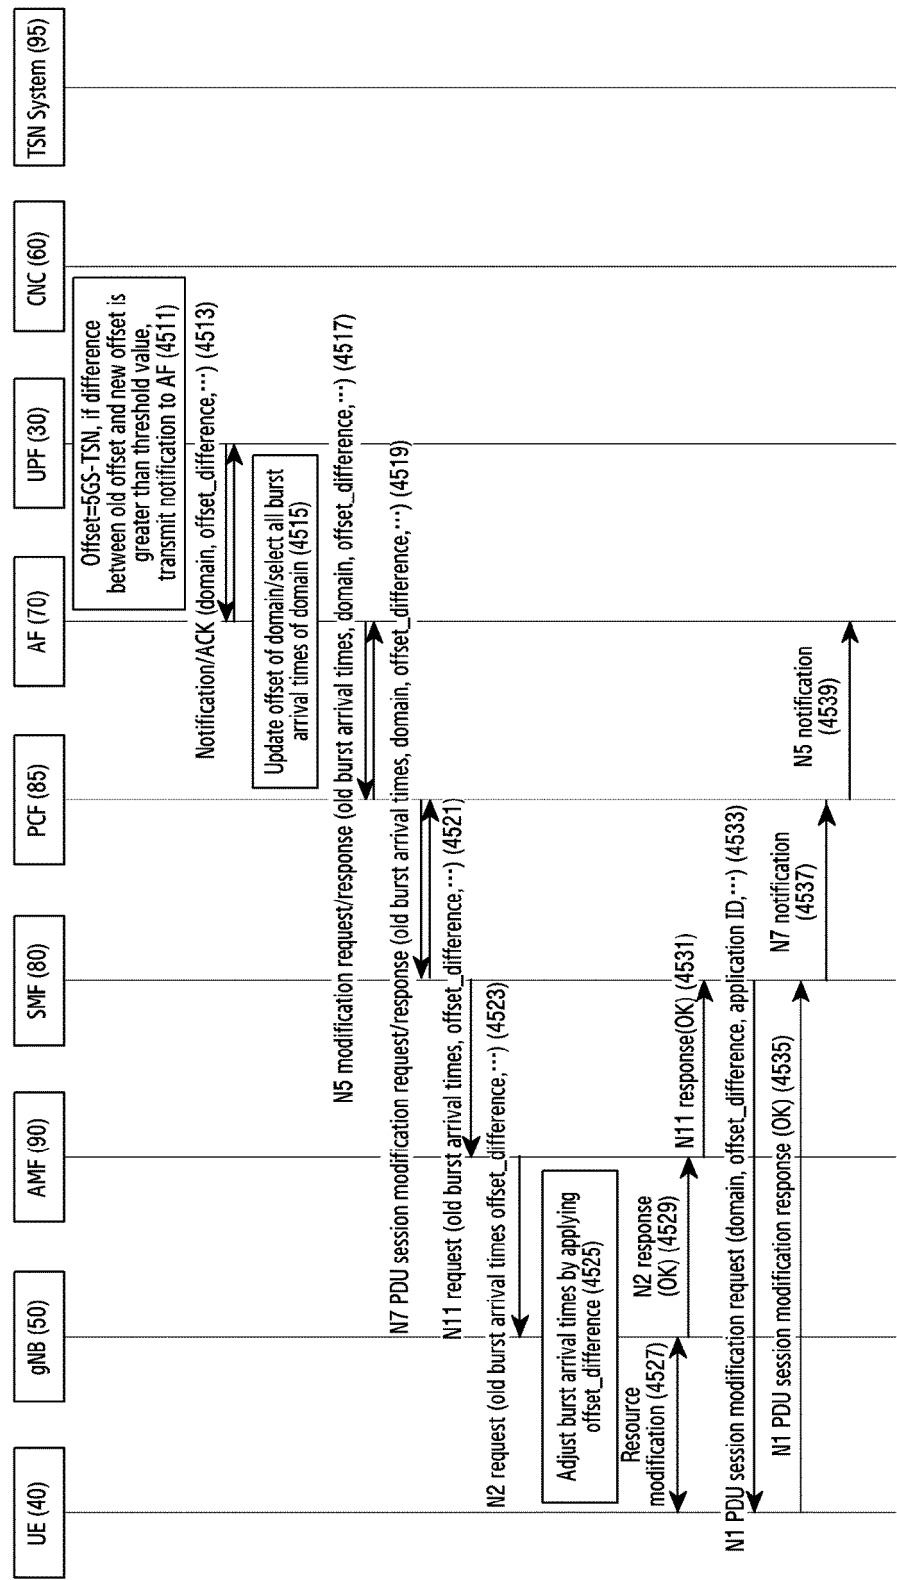 UE (40)
gNB (50)
AMF (90)
SMF (80)
PCF (85)
AF (70)
UPF (30)
CNC (60)
TSN System (95)
Offset=5GS-TSN, if difference
between old offset and new offset is
greater than threshold value,
transmit notification to AF (4511)
Notification/ACK (domain, offset_difference,···) (4513)
Update offset of domain/select all burst
arrival times of domain (4515)
N5 modification request/response (old burst arrival times, domain, offset_difference,···) (4517)
N7 PDU session modification request/response (old burst arrival times, domain, offset_difference,···) (4519)
N11 request (old burst arrival times, offset_difference,···) (4521)
N2 request (old burst arrival times offset_difference,···) (4523)
Adjust burst arrival times by applying
offset_difference (4525)
Resource
modification (4527)
N2 response
(OK) (4529)
N11 response(OK) (4531)
N1 PDU session modification request (domain, offset_difference, application ID,···) (4533)
N1 PDU session modification response (OK) (4535)
N7 notification
(4537)
N5 notification
(4539)